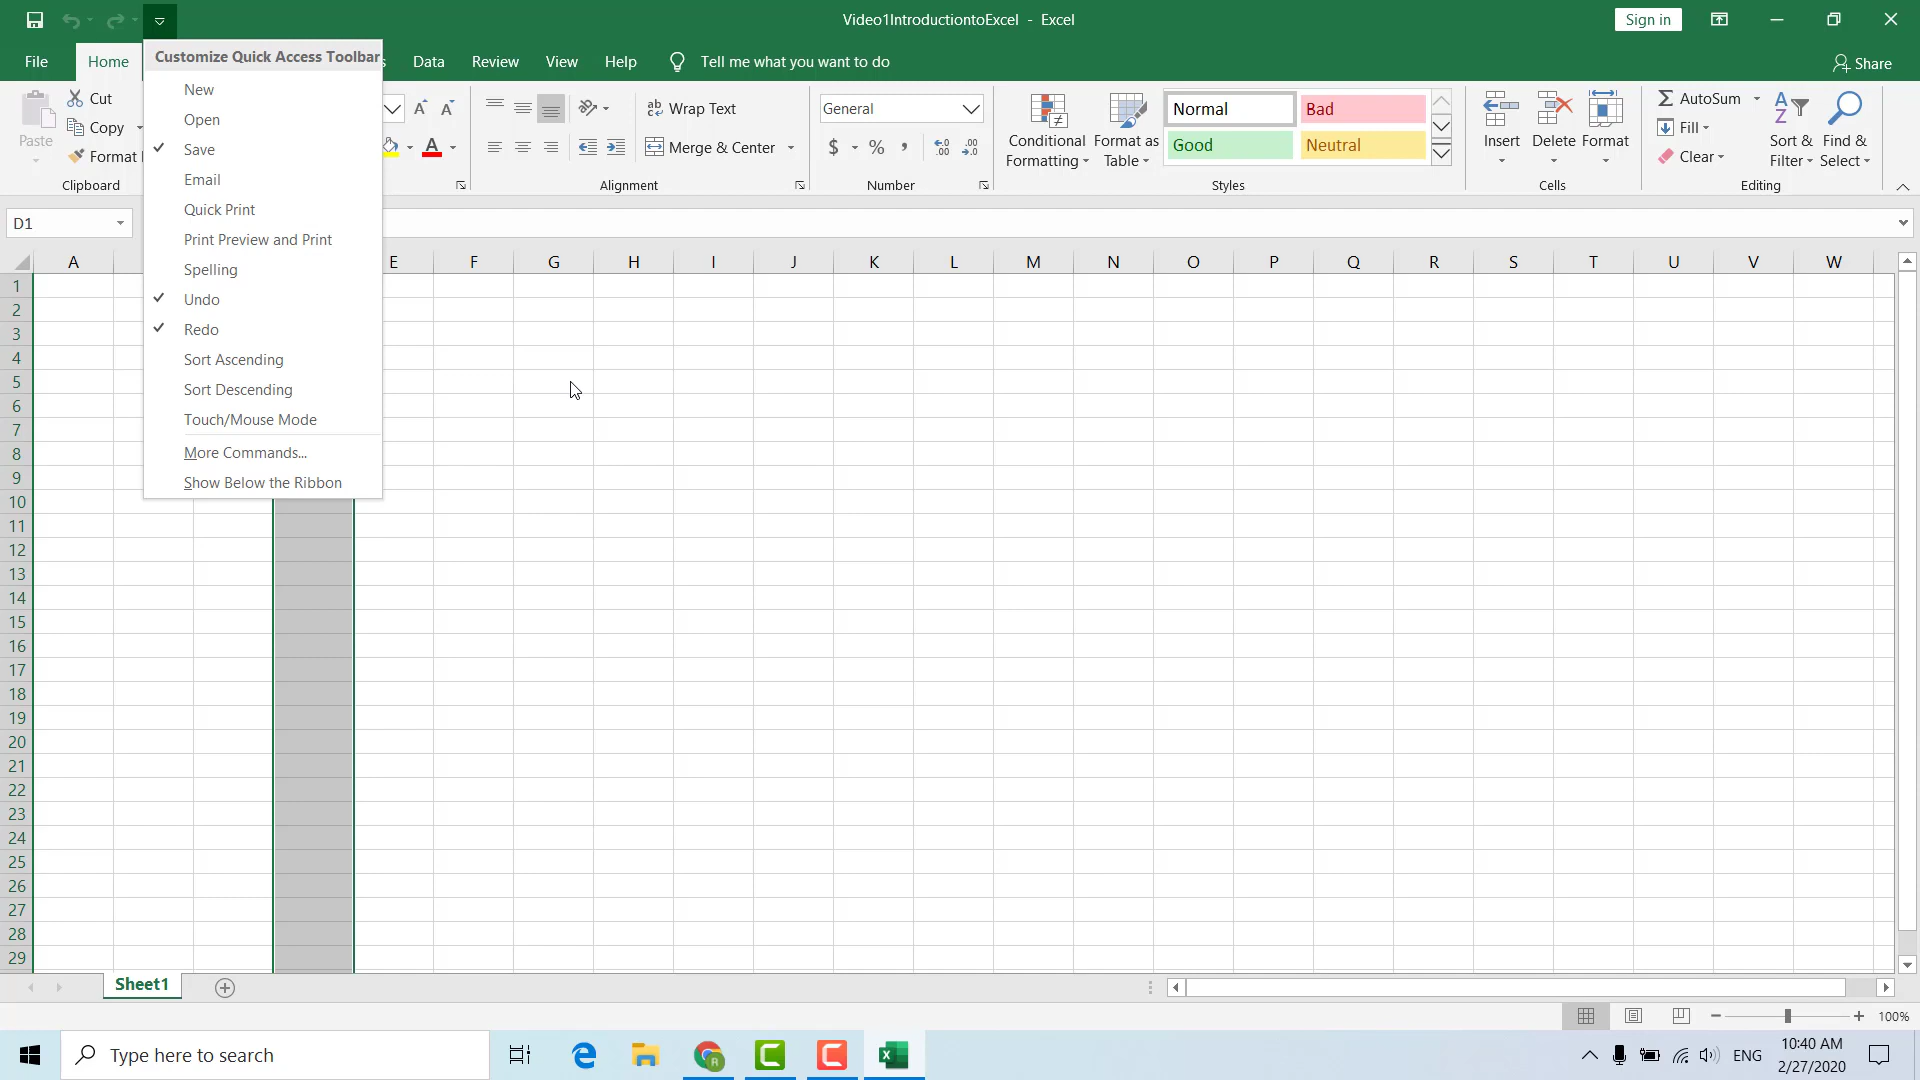 Video1IntroductiontoExcel - Excel
Sign in
File
Home
Data
Review
View
Help
Tell me what you want to do
Share
Customize Quick Access Toolbar
New
Open
Save
Email
Quick Print
Print Preview and Print
Spelling
Undo
Redo
Sort Ascending
Sort Descending
Touch/Mouse Mode
More Commands...
Show Below the Ribbon
Paste
Cut
Copy
Format
Clipboard
A A
A
ab
Wrap Text
Merge & Center
Alignment
General
$ % ,
Number
Conditional
Formatting
Format as
Table
Normal
Bad
Good
Neutral
Styles
Insert
Delete
Format
Cells
AutoSum
Fill
Clear
Sort &
Filter
Find &
Select
Editing
D1
A E F G H I J K L M N O P Q R S T U V W
1
2
3
4
5
6
7
8
9
10
11
12
13
14
15
16
17
18
19
20
21
22
23
24
25
26
27
28
29
Sheet1
100%
Type here to search
ENG
10:40 AM
2/27/2020